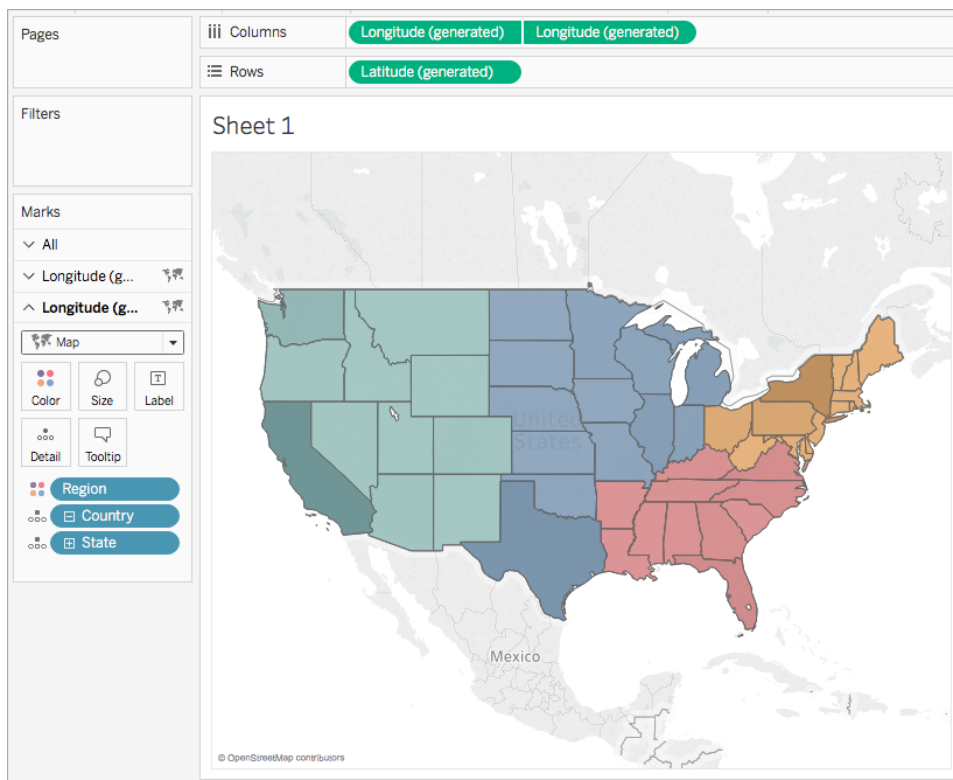 Pages
Columns
Longitude (generated) Longitude (generated)
Rows
Latitude (generated)
Filters
Sheet 1
Marks
All
Longitude (g...
Longitude (g...
Map
Color Size Label
Detail Tooltip
Region
Country
State
United
States
Mexico
© OpenStreetMap contributors